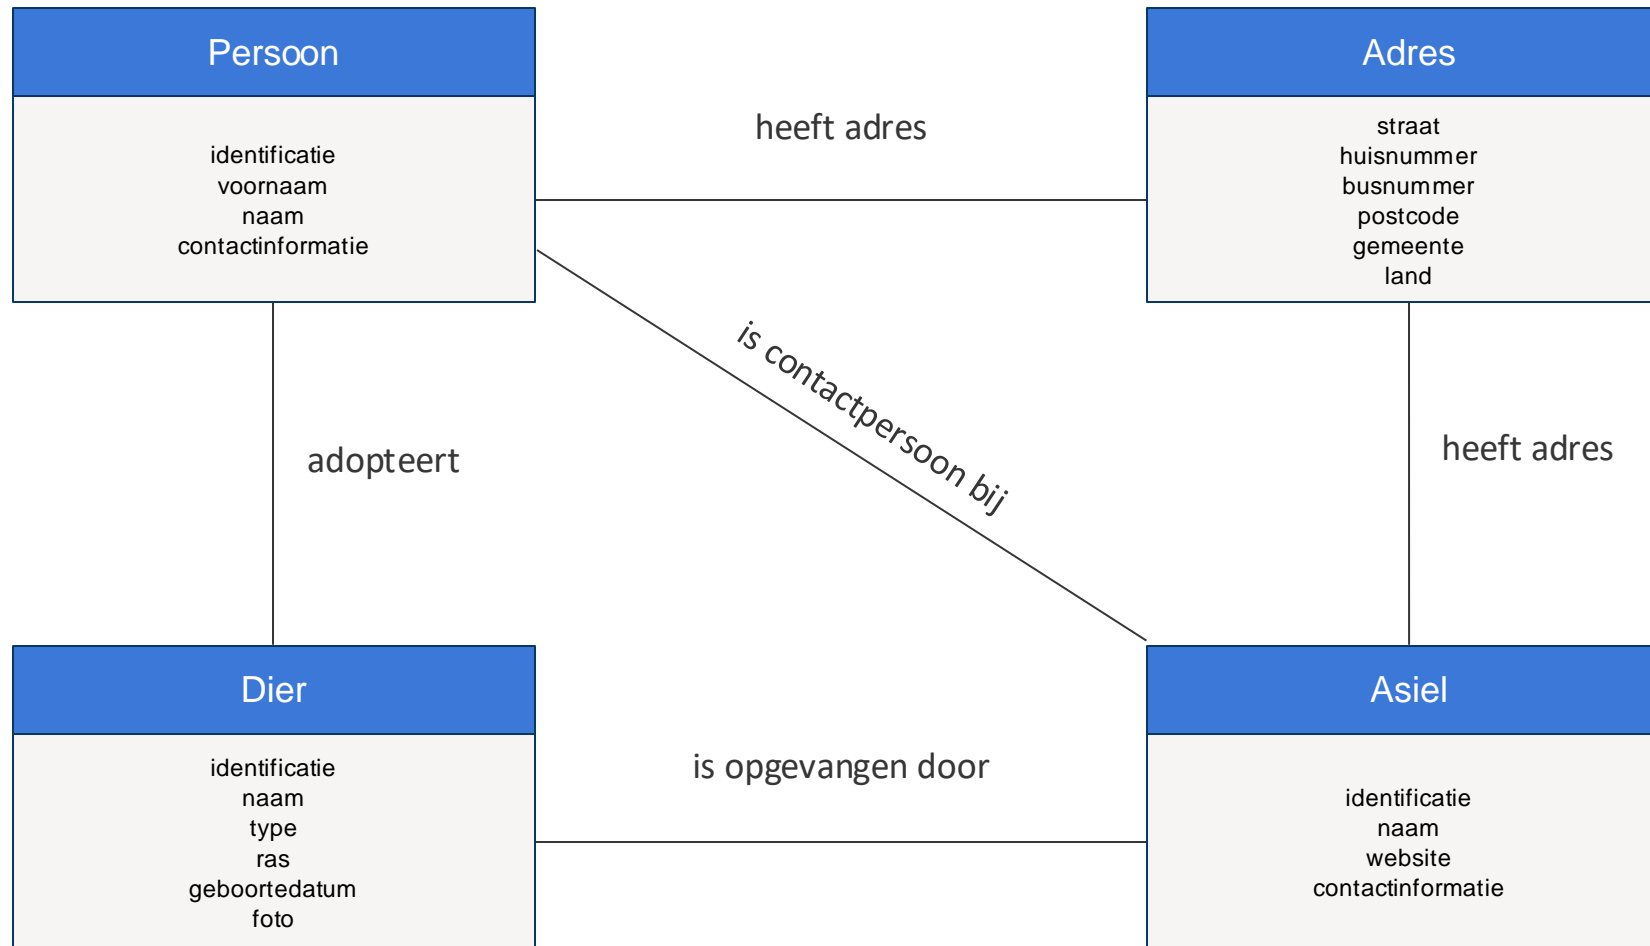 Persoon
identificatie
voornaam
naam
contactinformatie
heeft adres
Adres
straat
huisnummer
busnummer
postcode
gemeente
land
is contactpersoon bij
adopteert
heeft adres
Dier
identificatie
naam
type
ras
geboortedatum
foto
is opgevangen door
Asiel
identificatie
naam
website
contactinformatie